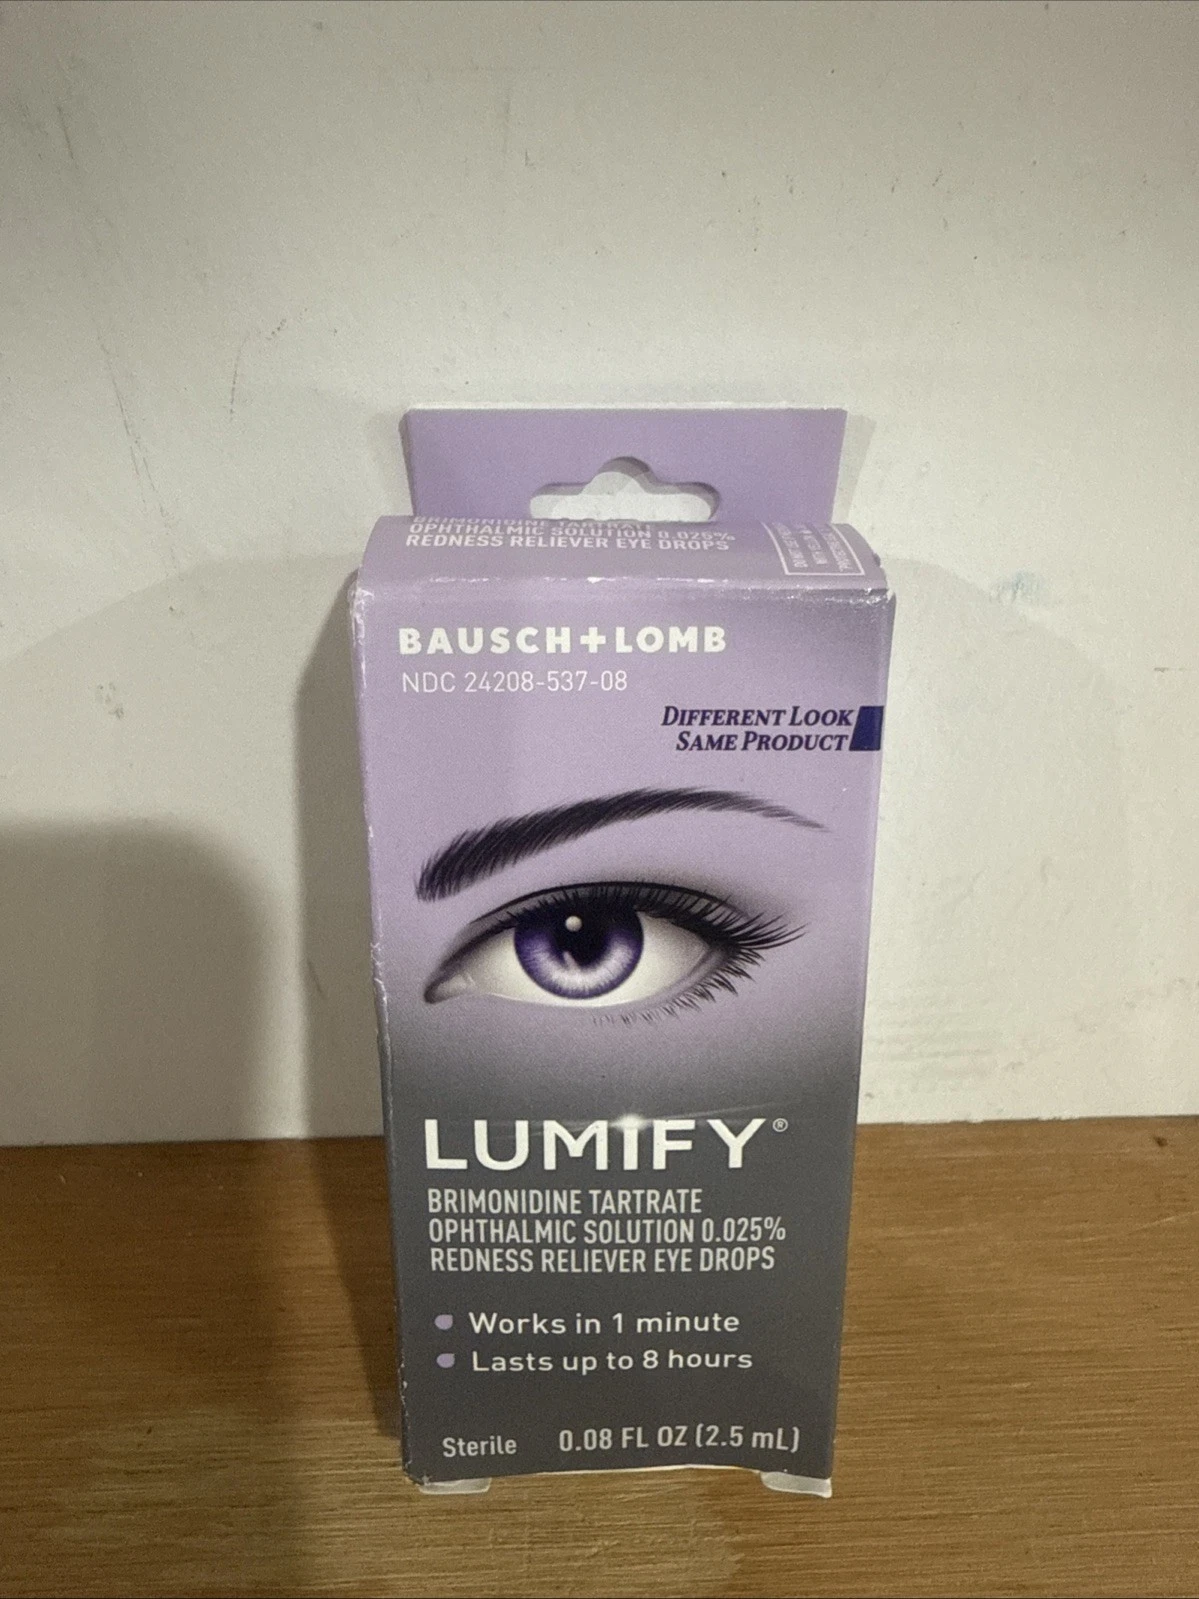 BRIMONIDINE TARTRATE
OPHTHALMIC SOLUTION 0.025%
REDNESS RELIEVER EYE DROPS
BAUSCH+LOMB
NDC 24208-537-08
DIFFERENT LOOK
SAME PRODUCT
LUMIFY®
BRIMONIDINE TARTRATE
OPHTHALMIC SOLUTION 0.025%
REDNESS RELIEVER EYE DROPS
Works in 1 minute
Lasts up to 8 hours
Sterile 0.08 FL OZ (2.5 mL)